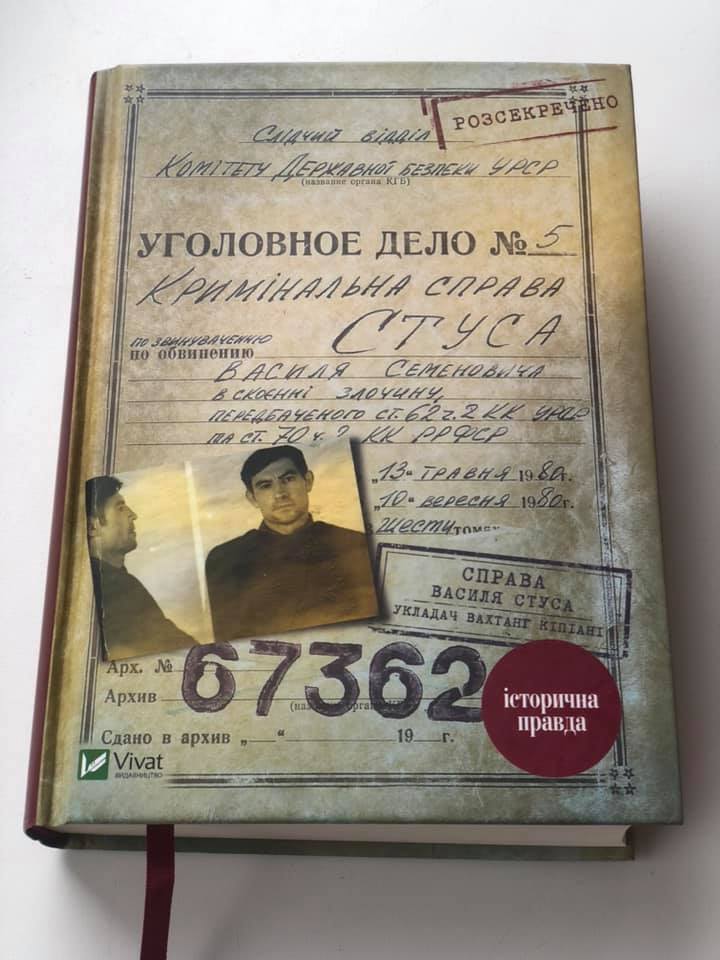 РОЗСЕКРЕЧЕНО
Слідчий відділ
Комітету Державної безпеки УРСР
(название органа КГБ)
УГОЛОВНОЕ ДЕЛО № 5
Кримінальна справа
по звинуваченню
по обвинению
Стуса
Василя Семеновича
в скоєнні злочину,
передбаченого ст. 62 ч. 2 КК УРСР
та ст. 70 ч. 2 КК РРФСР
„13“ травня 1980 г.
„10“ вересня 1980 г.
шести томах
СПРАВА
ВАСИЛЯ СТУСА
УКЛАДАЧ ВАХТАНГ КІПІАНІ
Арх. №
67362
Архив
Сдано в архив „ “ 19 г.
історична
правда
Vivat
ВИДАВНИЦТВО